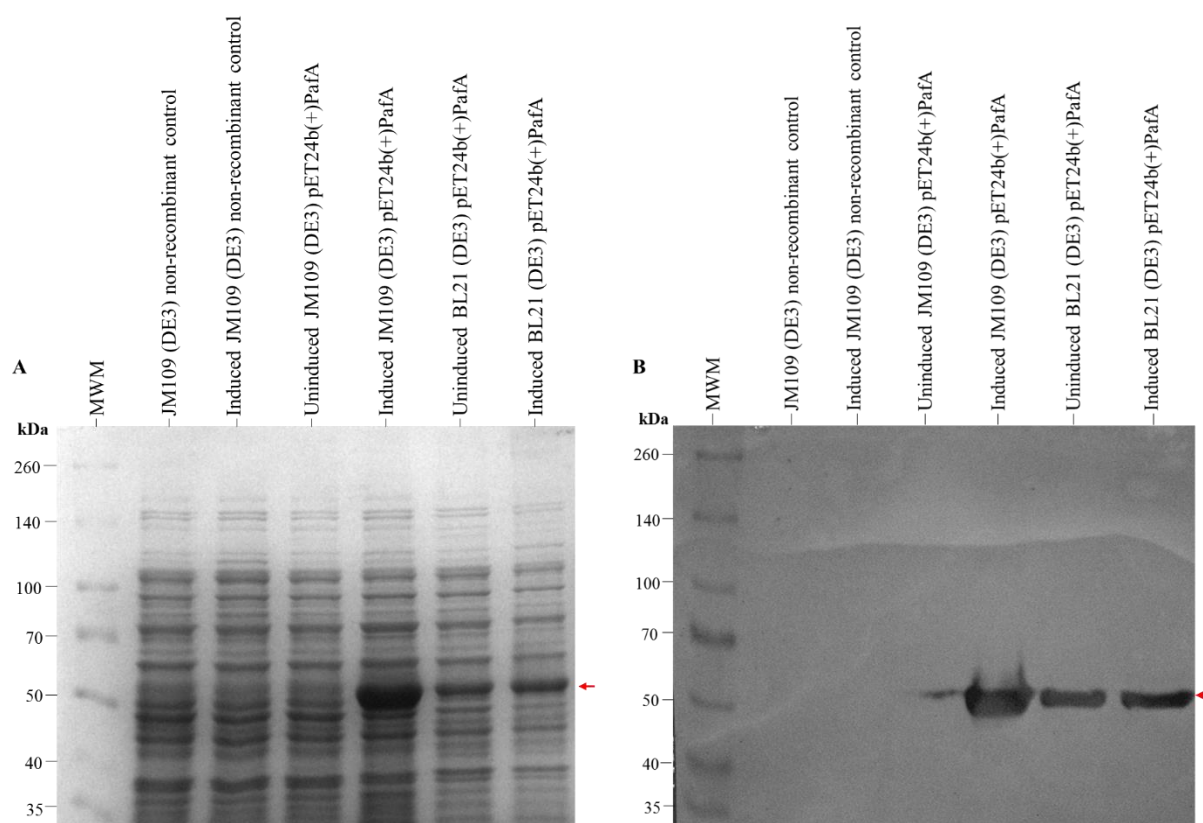 A
kDa
MWM
JM109 (DE3) non-recombinant control
Induced JM109 (DE3) non-recombinant control
Uninduced JM109 (DE3) pET24b(+)PafA
Induced JM109 (DE3) pET24b(+)PafA
Uninduced BL21 (DE3) pET24b(+)PafA
Induced BL21 (DE3) pET24b(+)PafA
260
140
100
70
50
40
35
B
kDa
MWM
JM109 (DE3) non-recombinant control
Induced JM109 (DE3) non-recombinant control
Uninduced JM109 (DE3) pET24b(+)PafA
Induced JM109 (DE3) pET24b(+)PafA
Uninduced BL21 (DE3) pET24b(+)PafA
Induced BL21 (DE3) pET24b(+)PafA
260
140
100
70
50
40
35